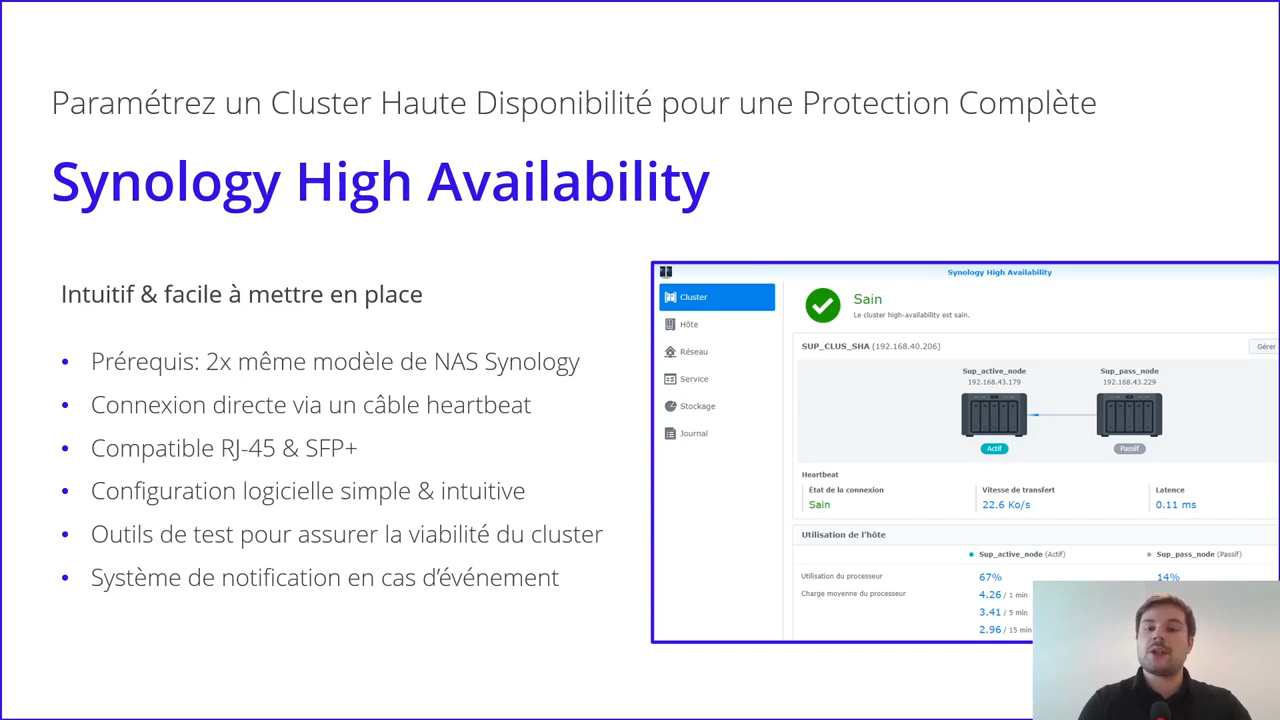 Paramétrez un Cluster Haute Disponibilité pour une Protection Complète
Synology High Availability
Intuitif & facile à mettre en place
• Prérequis: 2x même modèle de NAS Synology
• Connexion directe via un câble heartbeat
• Compatible RJ-45 & SFP+
• Configuration logicielle simple & intuitive
• Outils de test pour assurer la viabilité du cluster
• Système de notification en cas d’événement
Synology High Availability
Cluster
Hôte
Réseau
Service
Stockage
Journal
Sain
Le cluster high-availability est sain.
SUP_CLUS_SHA (192.168.40.206)
Gérer
Sup_active_node
Sup_pass_node
192.168.43.179
192.168.43.229
Actif
Passif
Heartbeat
État de la connexion
Vitesse de transfert
Latence
Sain
22.6 Ko/s
0.11 ms
Utilisation de l'hôte
Sup_active_node (Actif)
Sup_pass_node (Passif)
Utilisation du processeur
67%
14%
Charge moyenne du processeur
4.26 / 1 min
3.41 / 5 min
2.96 / 15 min